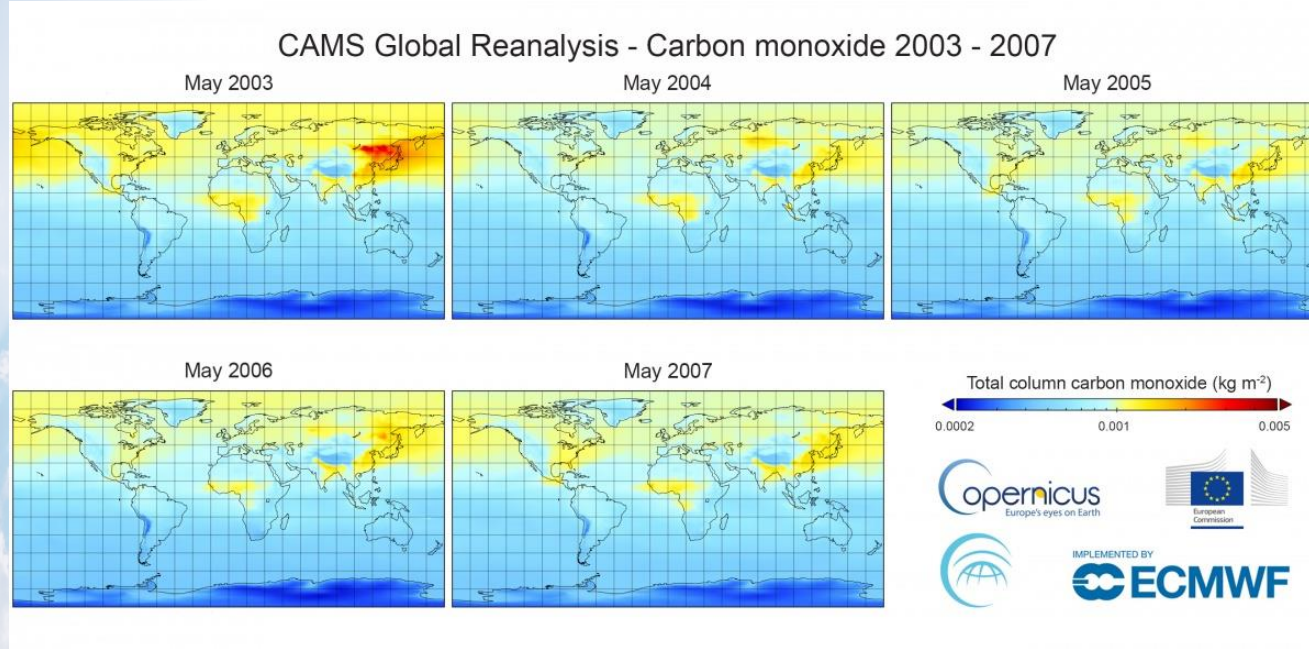 CAMS Global Reanalysis - Carbon monoxide 2003 - 2007
May 2003
May 2004
May 2005
May 2006
May 2007
Total column carbon monoxide (kg m⁻²)
0.0002
0.001
0.005
opernicus
Europe's eyes on Earth
European
Commission
IMPLEMENTED BY
ECMWF